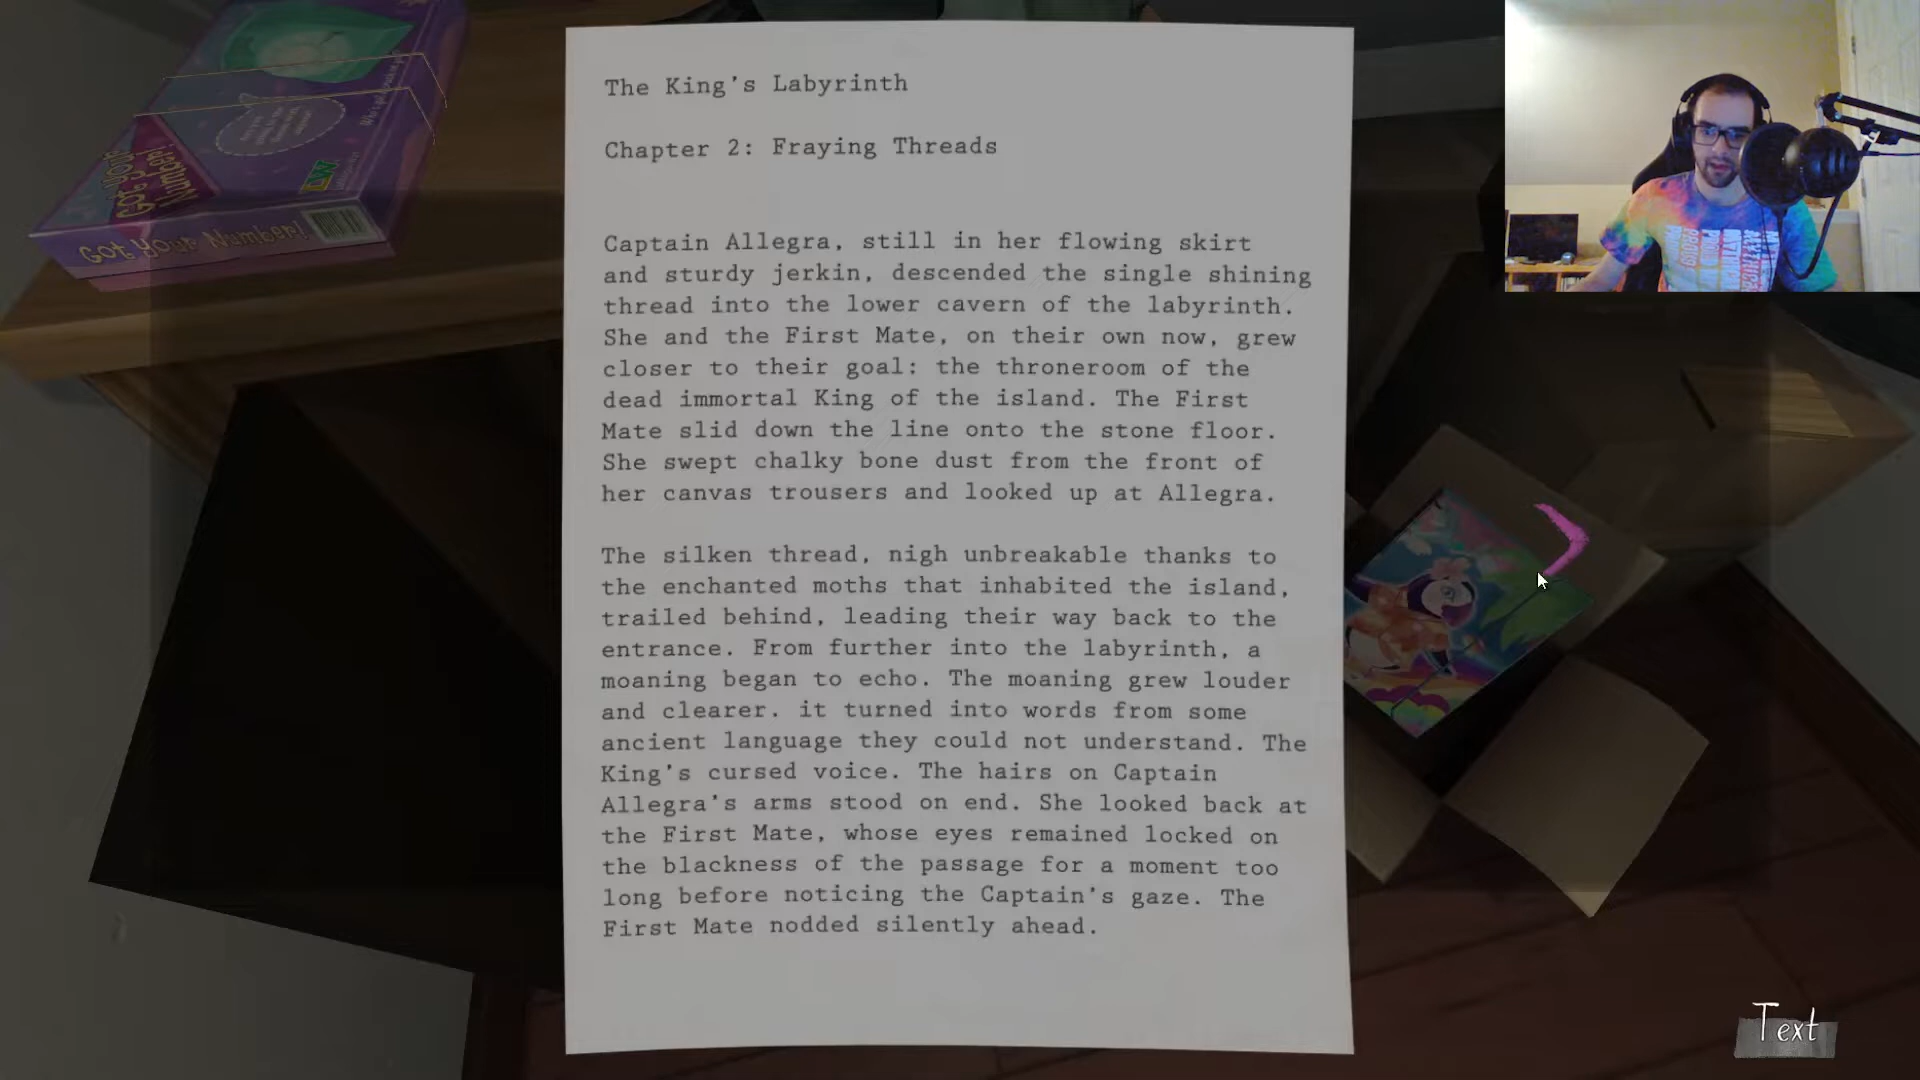 The King's Labyrinth
Chapter 2: Fraying Threads
Captain Allegra, still in her flowing skirt
and sturdy jerkin, descended the single shining
thread into the lower cavern of the labyrinth.
She and the First Mate, on their own now, grew
closer to their goal: the throneroom of the
dead immortal King of the island. The First
Mate slid down the line onto the stone floor.
She swept chalky bone dust from the front of
her canvas trousers and looked up at Allegra.
The silken thread, nigh unbreakable thanks to
the enchanted moths that inhabited the island,
trailed behind, leading their way back to the
entrance. From further into the labyrinth, a
moaning began to echo. The moaning grew louder
and clearer. it turned into words from some
ancient language they could not understand. The
King's cursed voice. The hairs on Captain
Allegra's arms stood on end. She looked back at
the First Mate, whose eyes remained locked on
the blackness of the passage for a moment too
long before noticing the Captain's gaze. The
First Mate nodded silently ahead.
Got Your
Number!
Got Your Number!
LW
Text